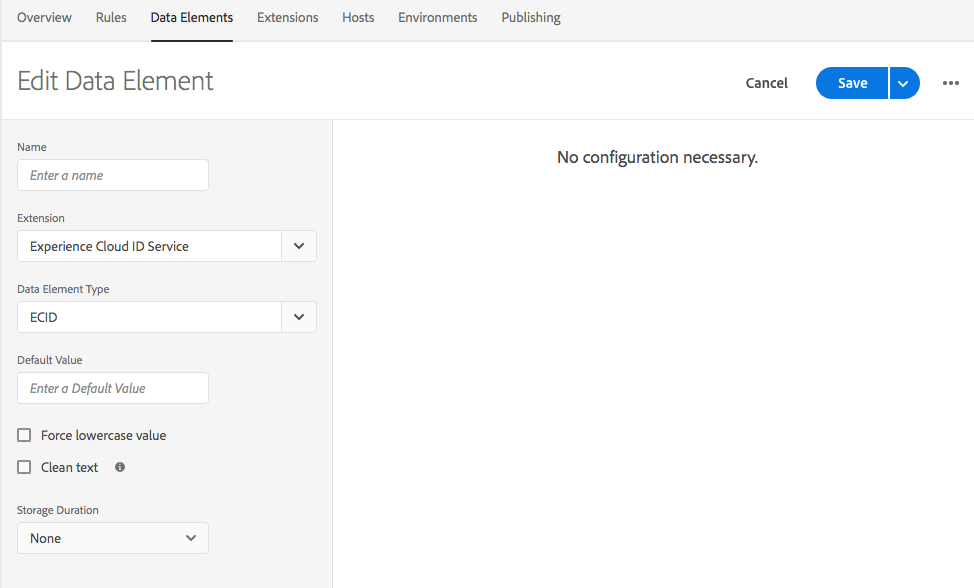 Overview Rules Data Elements Extensions Hosts Environments Publishing
Edit Data Element
Cancel Save
No configuration necessary.
Name
Enter a name
Extension
Experience Cloud ID Service
Data Element Type
ECID
Default Value
Enter a Default Value
Force lowercase value
Clean text
Storage Duration
None